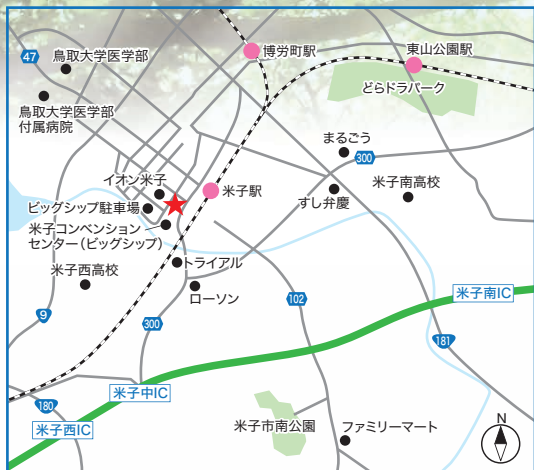 47
鳥取大学医学部
博労町駅
東山公園駅
どらドラパーク
鳥取大学医学部
付属病院
まるごう
300
イオン米子
米子駅
すし弁慶
米子南高校
ビッグシップ駐車場
米子コンベンション
センター(ビッグシップ)
トライアル
米子西高校
ローソン
102
米子南IC
9
300
181
米子中IC
180
米子西IC
米子市南公園
ファミリーマート
N